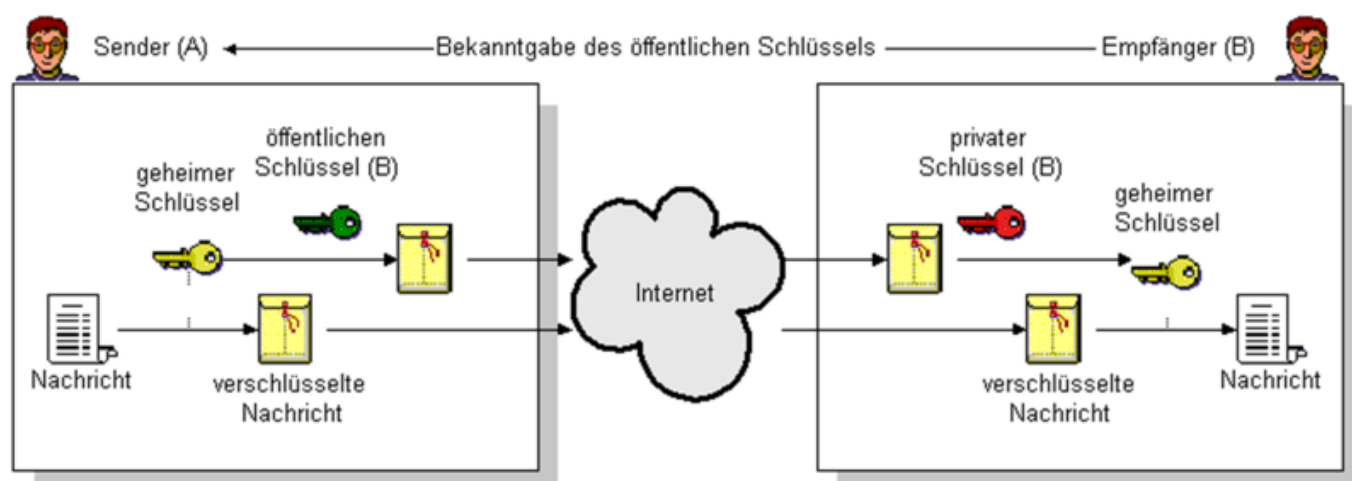 Sender (A)
Bekanntgabe des öffentlichen Schlüssels
Empfänger (B)
öffentlichen
Schlüssel (B)
geheimer
Schlüssel
Nachricht
verschlüsselte
Nachricht
Internet
privater
Schlüssel (B)
geheimer
Schlüssel
verschlüsselte
Nachricht
Nachricht